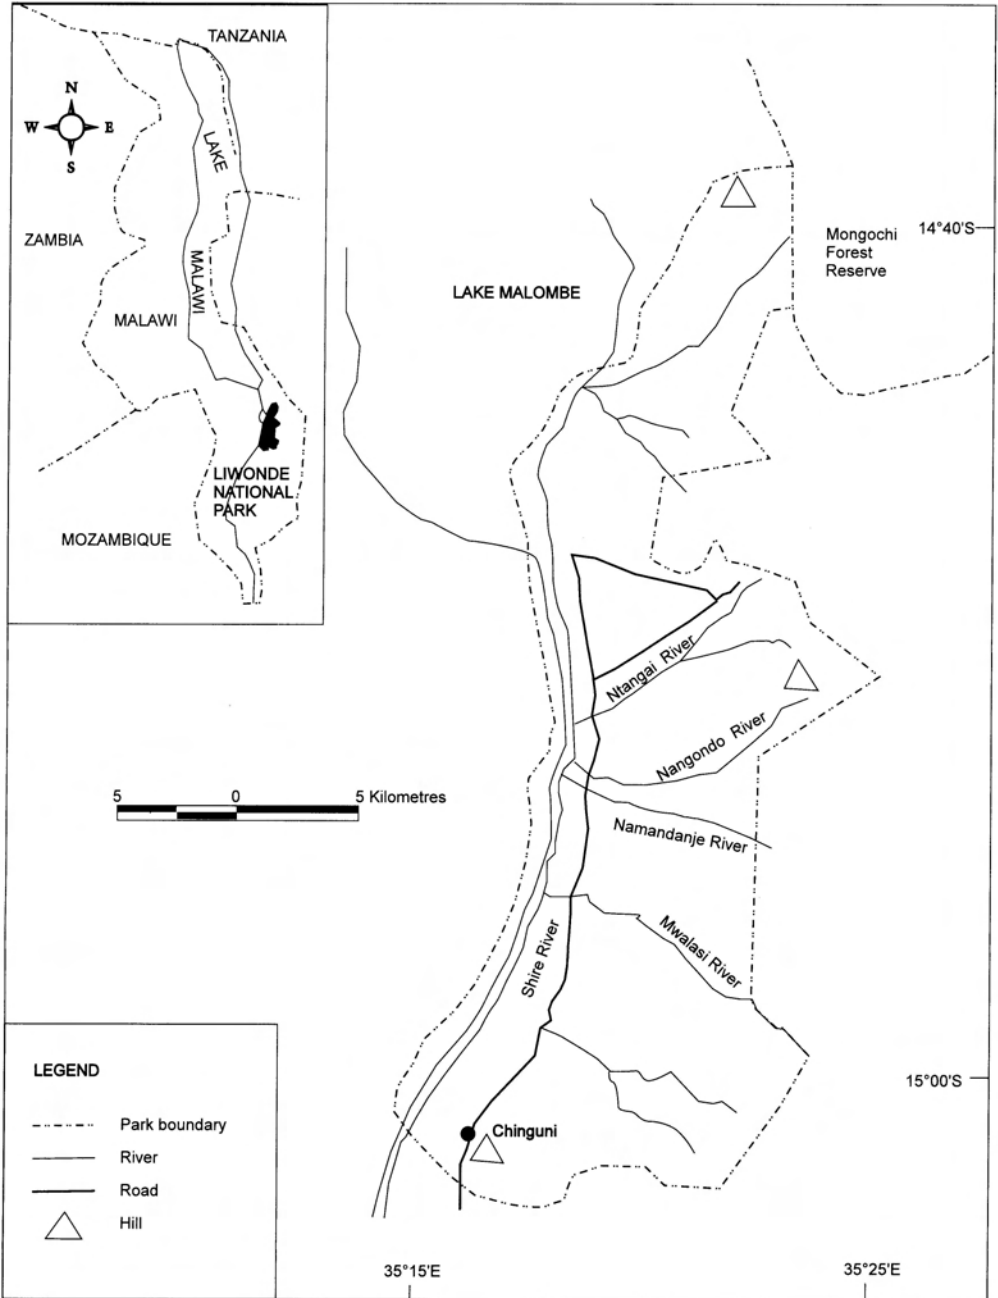 TANZANIA
N
W
E
S
LAKE
MALAWI
ZAMBIA
MALAWI
LIWONDE
NATIONAL
PARK
MOZAMBIQUE
14°40'S
Mongochi
Forest
Reserve
LAKE MALOMBE
Ntangai River
Nangondo River
5 0 5 Kilometres
Namandanje River
Mwalasi River
Shire River
15°00'S
Chinguni
LEGEND
Park boundary
River
Road
Hill
35°15'E
35°25'E